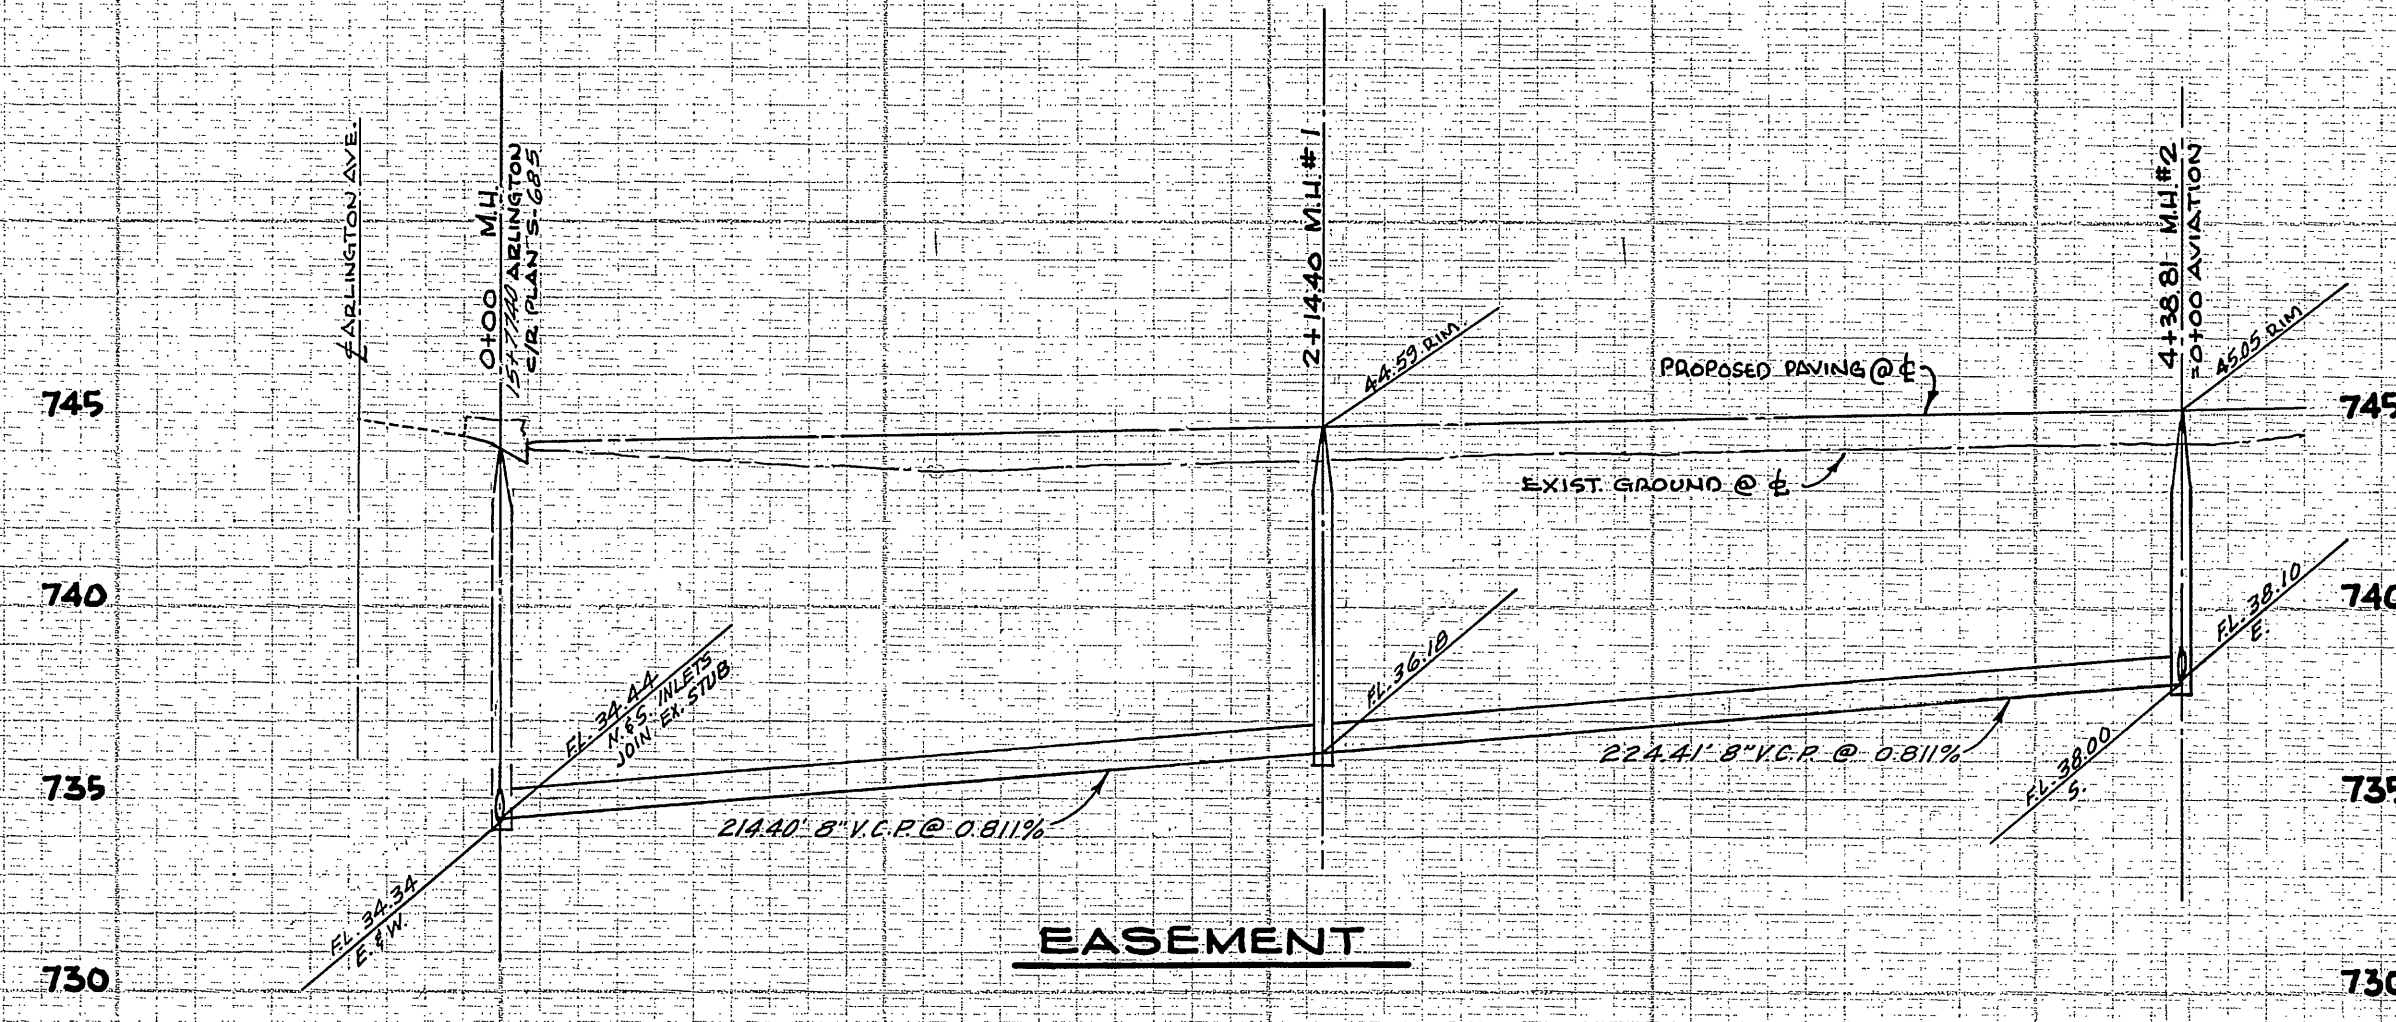 ℄ ARLINGTON AVE.
0+00 M.H.
15+77.40 ARLINGTON
C/R PLAN S-685
2+14.40 M.H. #1
4+38.81 M.H. #2
= 0+00 AVIATION
44.59 RIM.
45.05 RIM
PROPOSED PAVING @ ℄
745
745
EXIST. GROUND @ ℄
740
740
F.L. 38.10
E.
F.L. 36.18
F.L. 34.44
N. & S. INLETS
JOIN EX. STUB
224.41' 8" V.C.P. @ 0.811%
F.L. 38.00
S.
735
735
214.40' 8" V.C.P. @ 0.811%
F.L. 34.34
E. & W.
EASEMENT
730
730